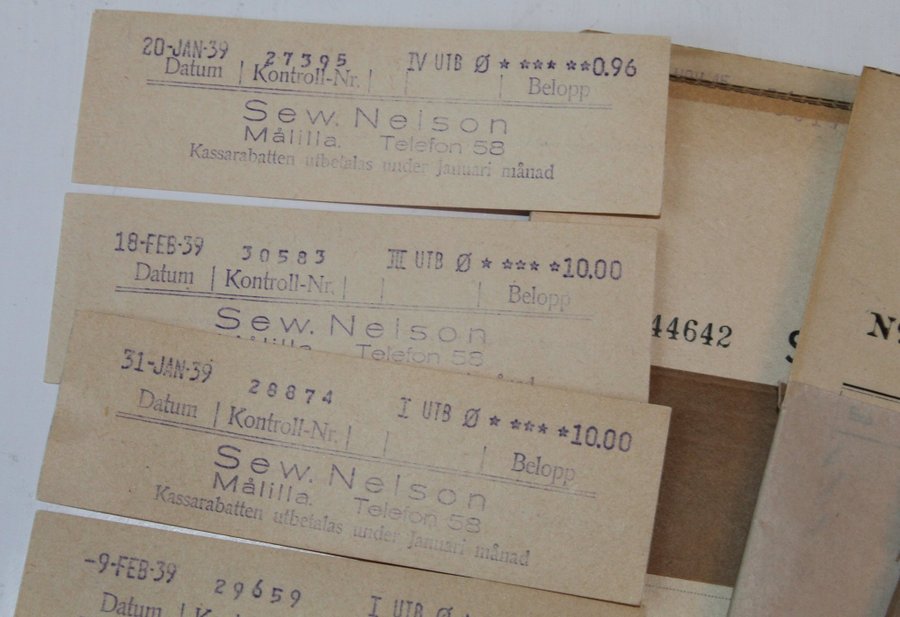 20-JAN-39 27395 IV UTB Ø * *** **0.96
Datum | Kontroll-Nr. | | Belopp
Sew. Nelson
Målilla. Telefon 58
Kassarabatten utbetalas under Januari månad
18-FEB-39 30583 III UTB Ø * *** *10.00
Datum | Kontroll-Nr. | | | Belopp
Sew. Nelson
Målilla Telefon 58
månad
31-JAN-39 28874 I UTB Ø * *** *10.00
Datum | Kontroll-Nr. | | | Belopp
Sew. Nelson
Målilla. Telefon 58
Kassarabatten utbetalas under Januari månad
-9-FEB-39 29659 I UTB Ø
Datum |
44642